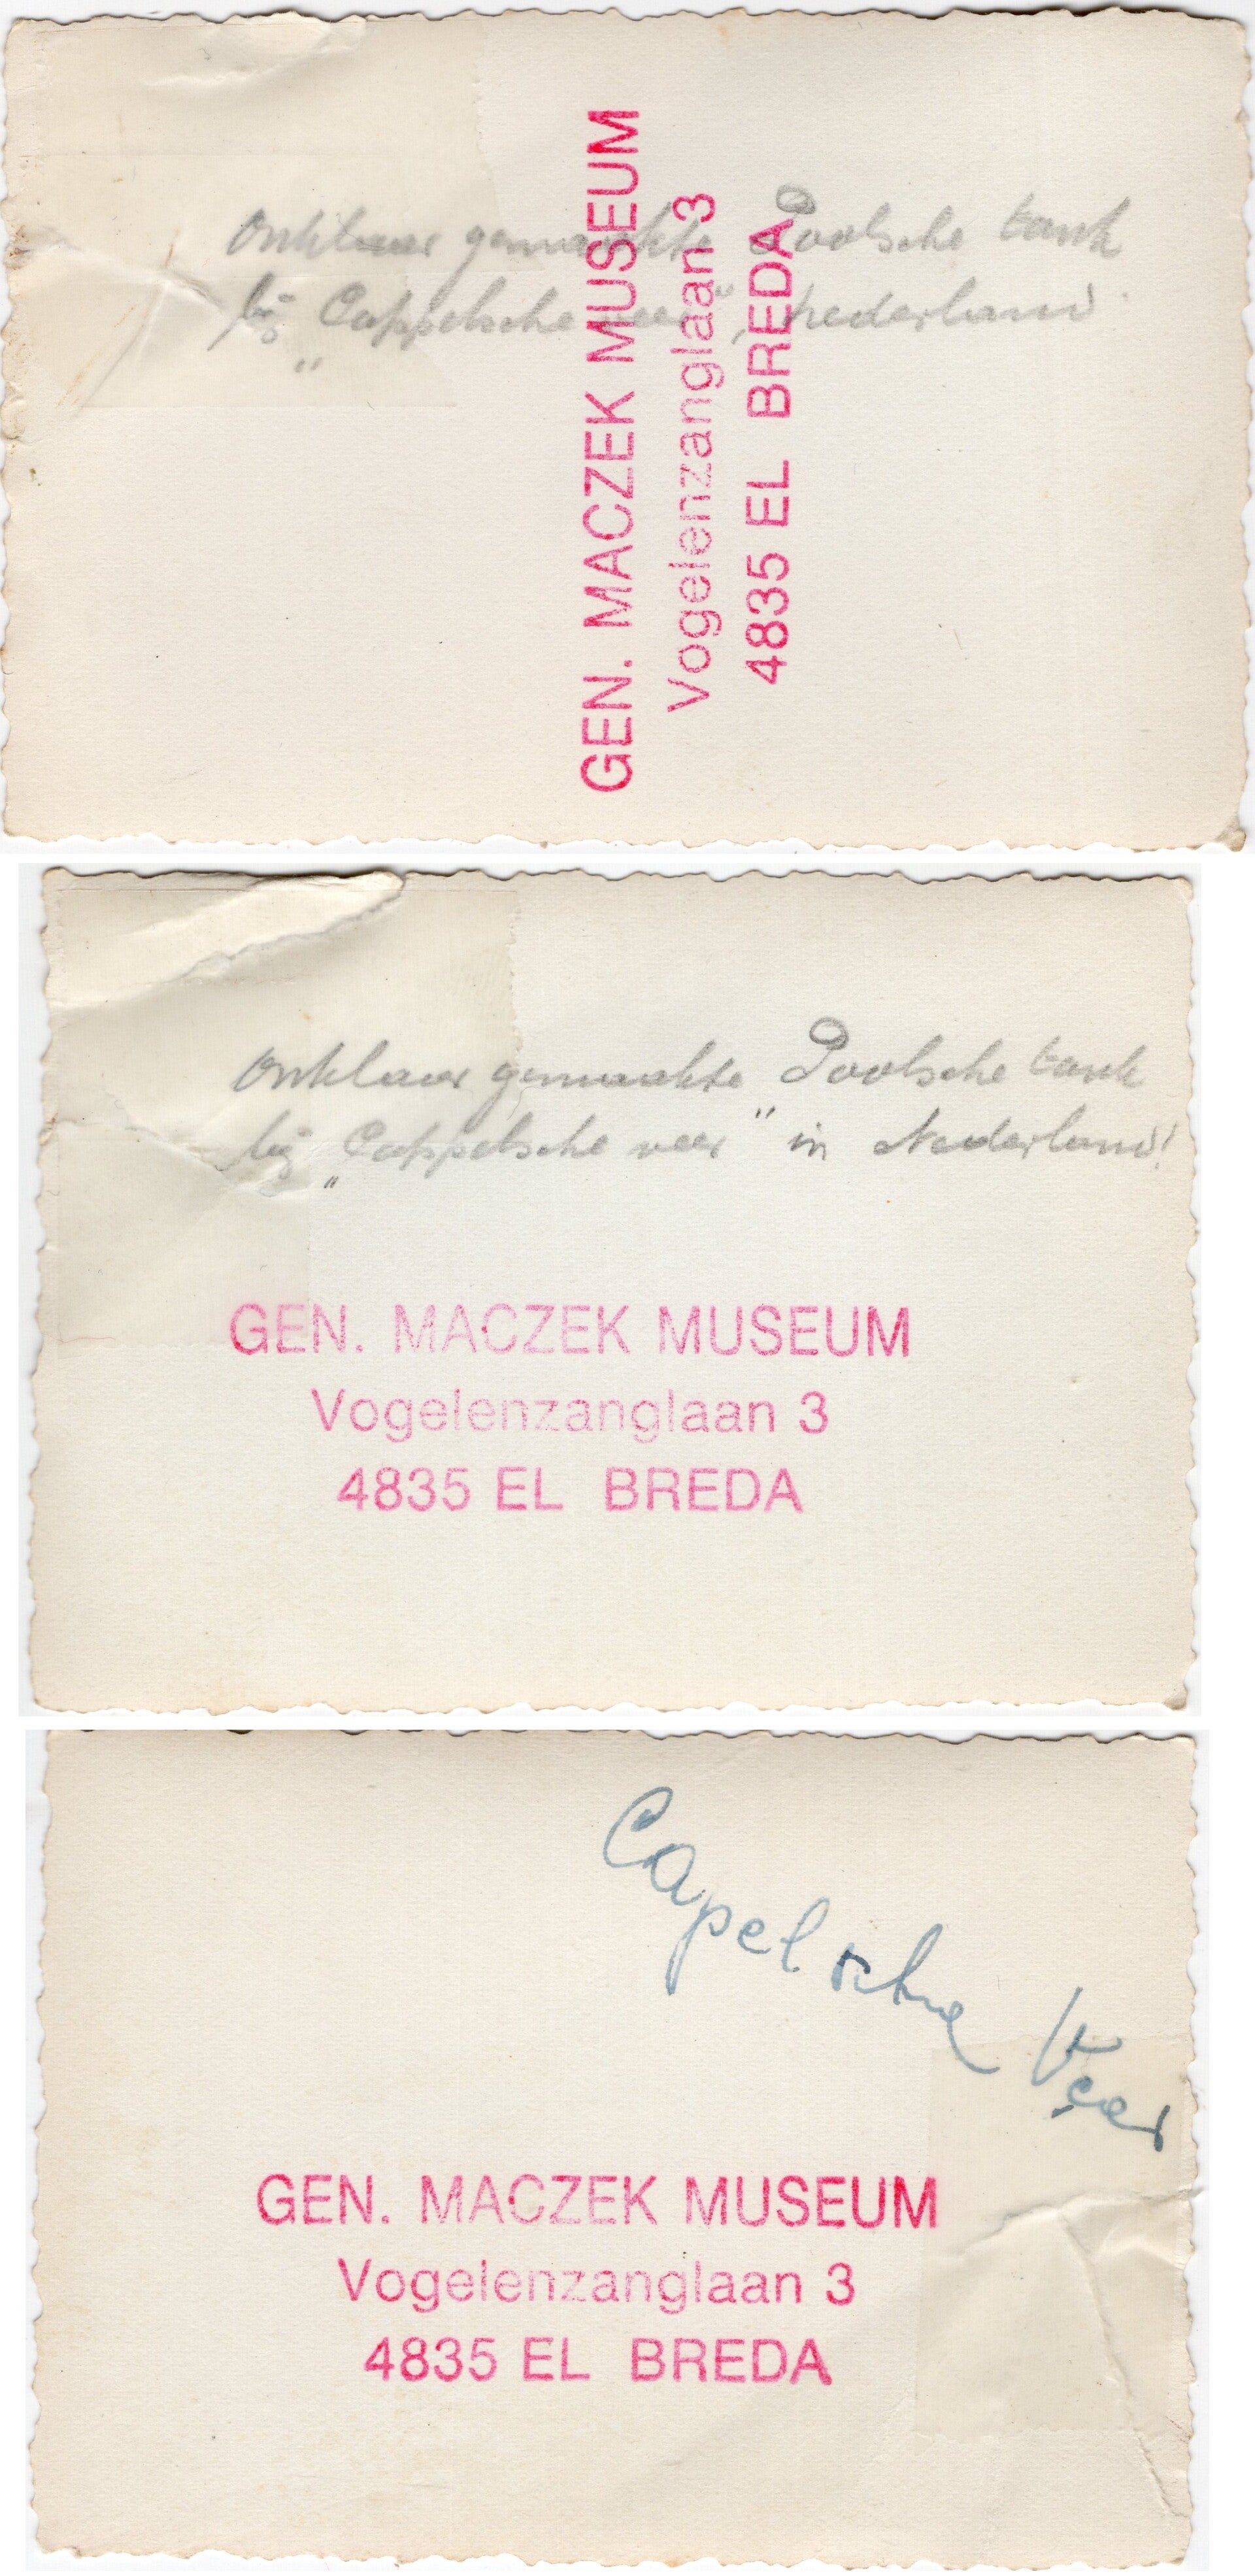 Onklaar gemaakte Poolsche tank
bij „Cappelsche veer“, Nederland
GEN. MACZEK MUSEUM
Vogelenzanglaan 3
4835 EL BREDA
Onklaar gemaakte Poolsche tank
bij „Cappelsche veer“ in Nederland!
GEN. MACZEK MUSEUM
Vogelenzanglaan 3
4835 EL BREDA
Capelsche Veer
GEN. MACZEK MUSEUM
Vogelenzanglaan 3
4835 EL BREDA